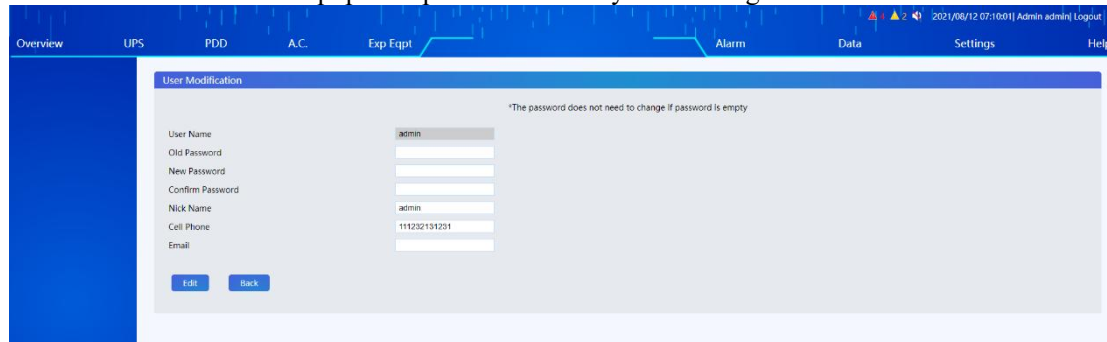 2 2021/08/12 07:10:01| Admin admin| Logout
Overview UPS PDD A.C. Exp Eqpt Alarm Data Settings Help
User Modification
*The password does not need to change if password is empty
User Name admin
Old Password
New Password
Confirm Password
Nick Name admin
Cell Phone 111232131231
Email
Edit Back